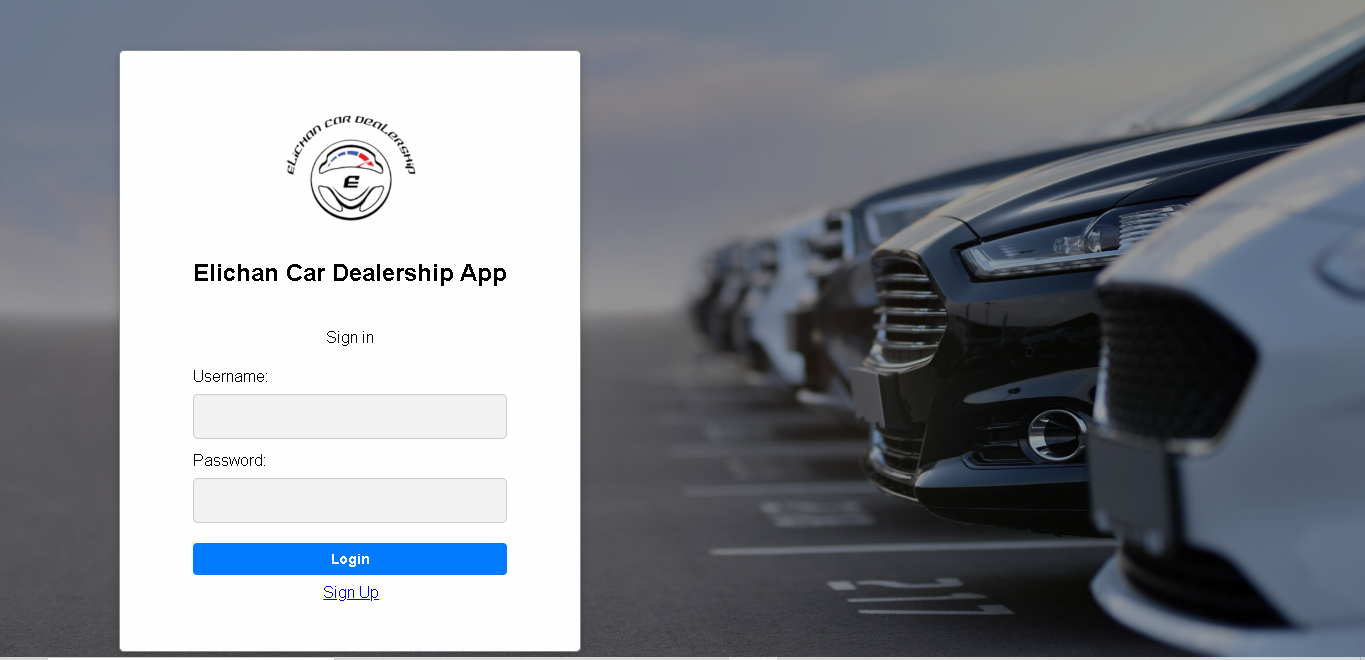 ELICHAN CAR DEALERSHIP
E
Elichan Car Dealership App
Sign in
Username:
Password:
Login
Sign Up